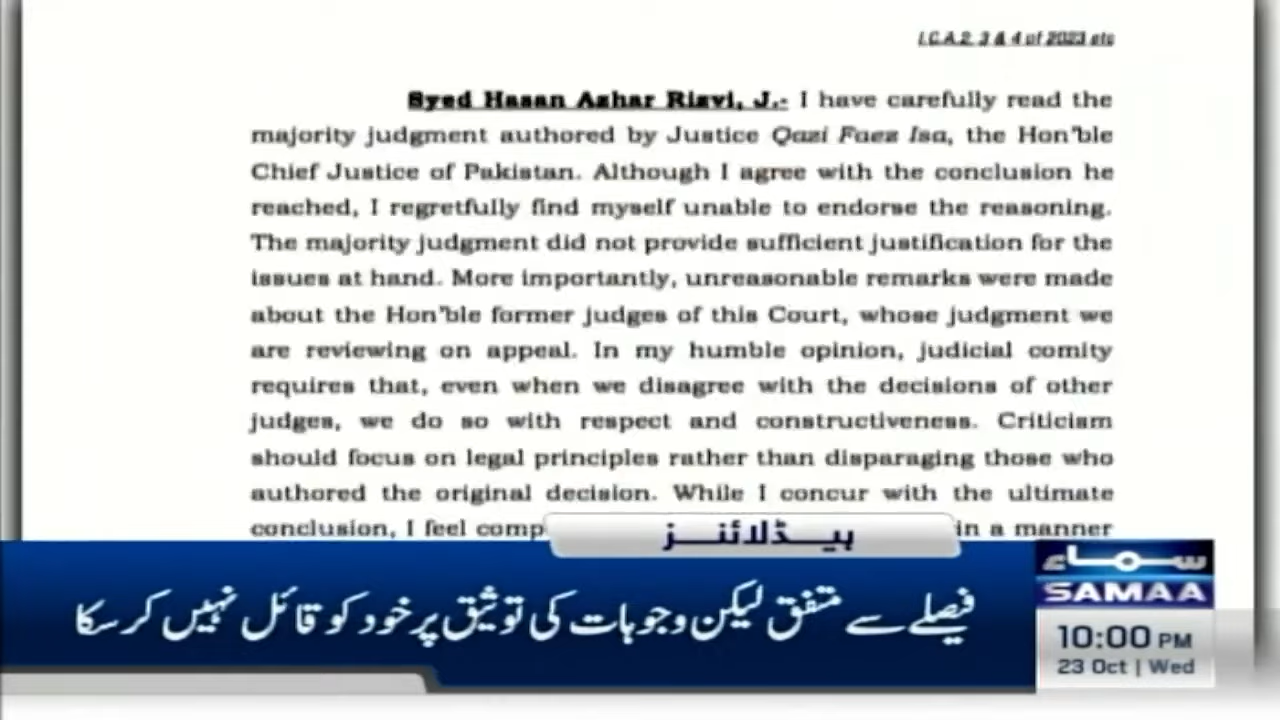 I.C.A.2, 3 & 4 of 2023 etc
Syed Hasan Azhar Rizvi, J.- I have carefully read the
majority judgment authored by Justice Qazi Faez Isa, the Hon'ble
Chief Justice of Pakistan. Although I agree with the conclusion he
reached, I regretfully find myself unable to endorse the reasoning.
The majority judgment did not provide sufficient justification for the
issues at hand. More importantly, unreasonable remarks were made
about the Hon'ble former judges of this Court, whose judgment we
are reviewing on appeal. In my humble opinion, judicial comity
requires that, even when we disagree with the decisions of other
judges, we do so with respect and constructiveness. Criticism
should focus on legal principles rather than disparaging those who
authored the original decision. While I concur with the ultimate
conclusion, I feel comp in a manner
ہیڈلائنز
فیصلے سے متفق لیکن وجوہات کی توثیق پر خود کو قائل نہیں کر سکا
سماء
SAMAA
10:00 PM
23 Oct | Wed